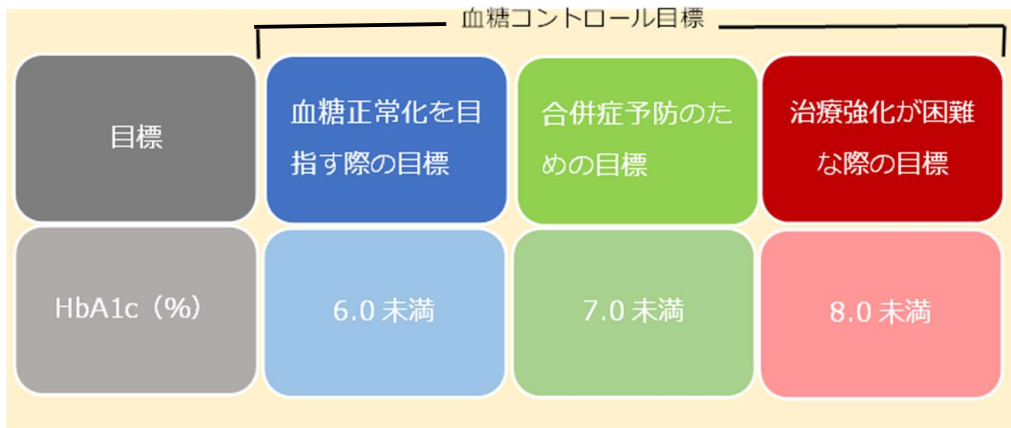 血糖コントロール目標
目標
血糖正常化を目
指す際の目標
合併症予防のた
めの目標
治療強化が困難
な際の目標
HbA1c（%）
6.0 未満
7.0 未満
8.0 未満